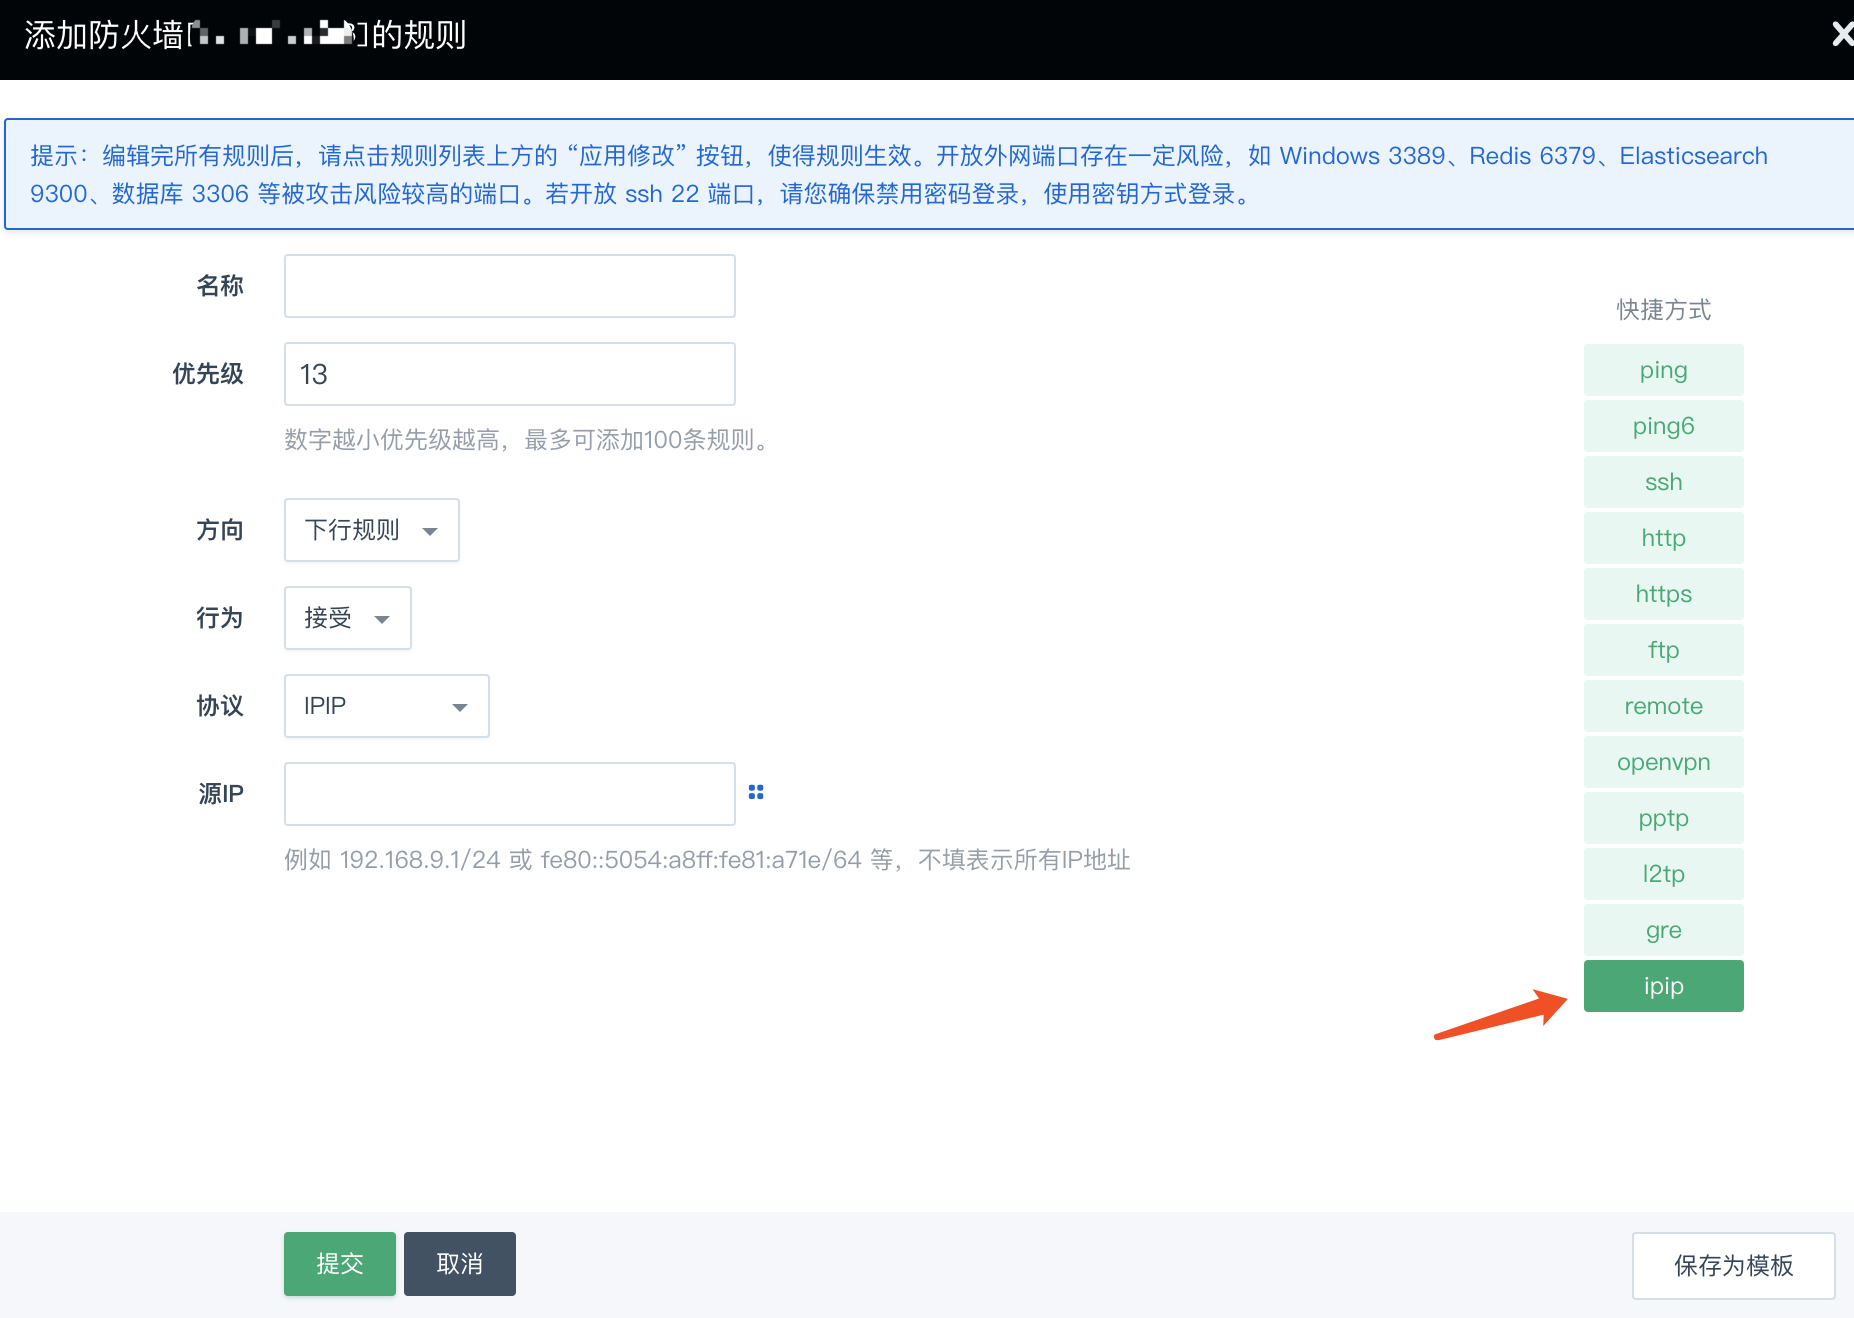 添加防火墙[ ]的规则
提示：编辑完所有规则后，请点击规则列表上方的 “应用修改” 按钮，使得规则生效。开放外网端口存在一定风险，如 Windows 3389、Redis 6379、Elasticsearch
9300、数据库 3306 等被攻击风险较高的端口。若开放 ssh 22 端口，请您确保禁用密码登录，使用密钥方式登录。
名称
快捷方式
优先级
13
数字越小优先级越高，最多可添加100条规则。
方向
下行规则
行为
接受
协议
IPIP
源IP
例如 192.168.9.1/24 或 fe80::5054:a8ff:fe81:a71e/64 等，不填表示所有IP地址
ping
ping6
ssh
http
https
ftp
remote
openvpn
pptp
l2tp
gre
ipip
提交
取消
保存为模板